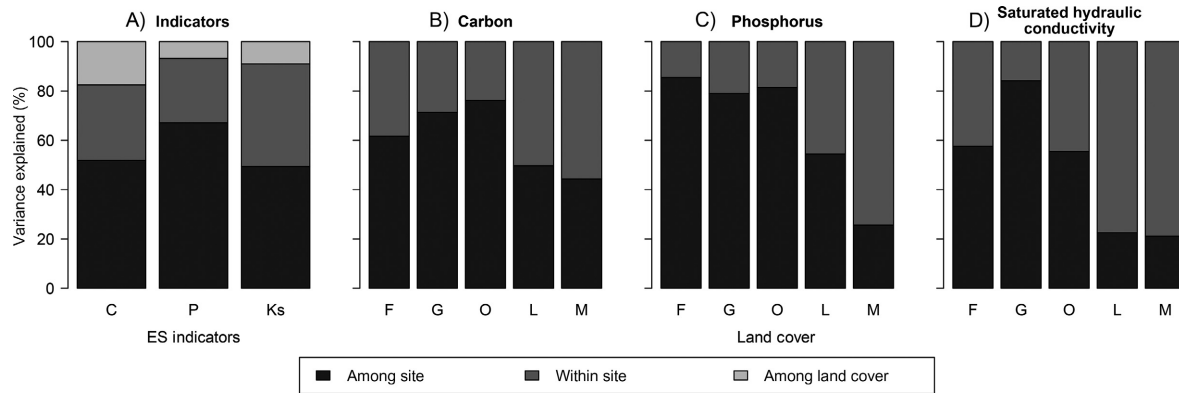 A) Indicators
B) Carbon
C) Phosphorus
D) Saturated hydraulic
conductivity
Variance explained (%)
100
80
60
40
20
0
C P Ks
ES indicators
F G O L M
F G O L M
Land cover
F G O L M
Among site Within site Among land cover